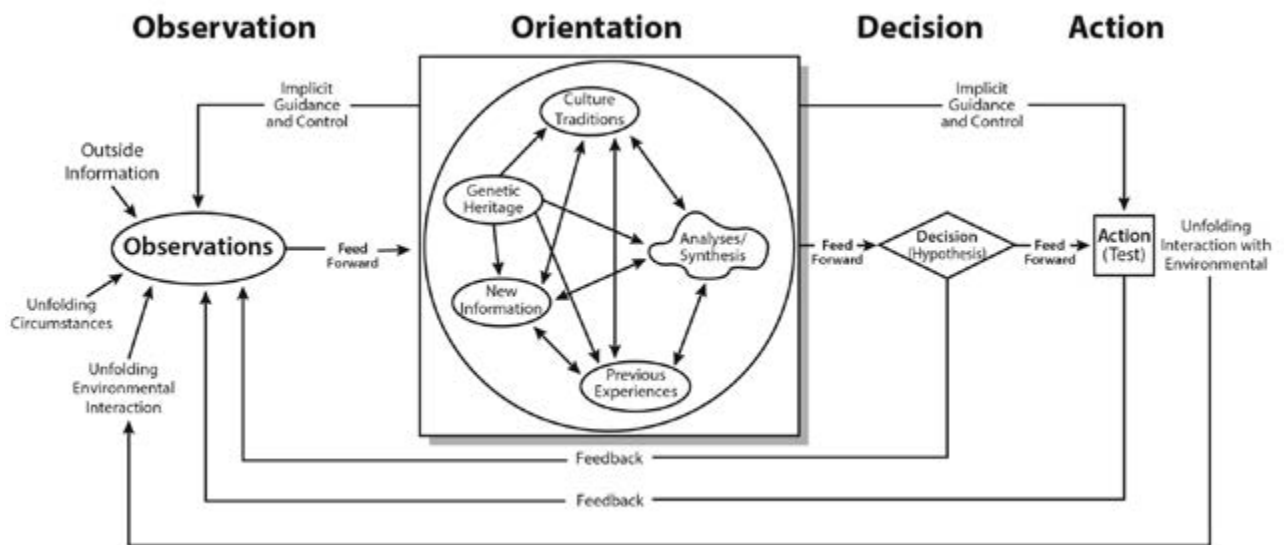 Observation
Orientation
Decision
Action
Implicit
Guidance
and Control
Culture
Traditions
Implicit
Guidance
and Control
Outside
Information
Genetic
Heritage
Observations
Feed
Forward
Analyses/
Synthesis
Feed
Forward
Decision
(Hypothesis)
Feed
Forward
Action
(Test)
Unfolding
Interaction with
Environmental
New
Information
Unfolding
Circumstances
Unfolding
Environmental
Interaction
Previous
Experiences
Feedback
Feedback